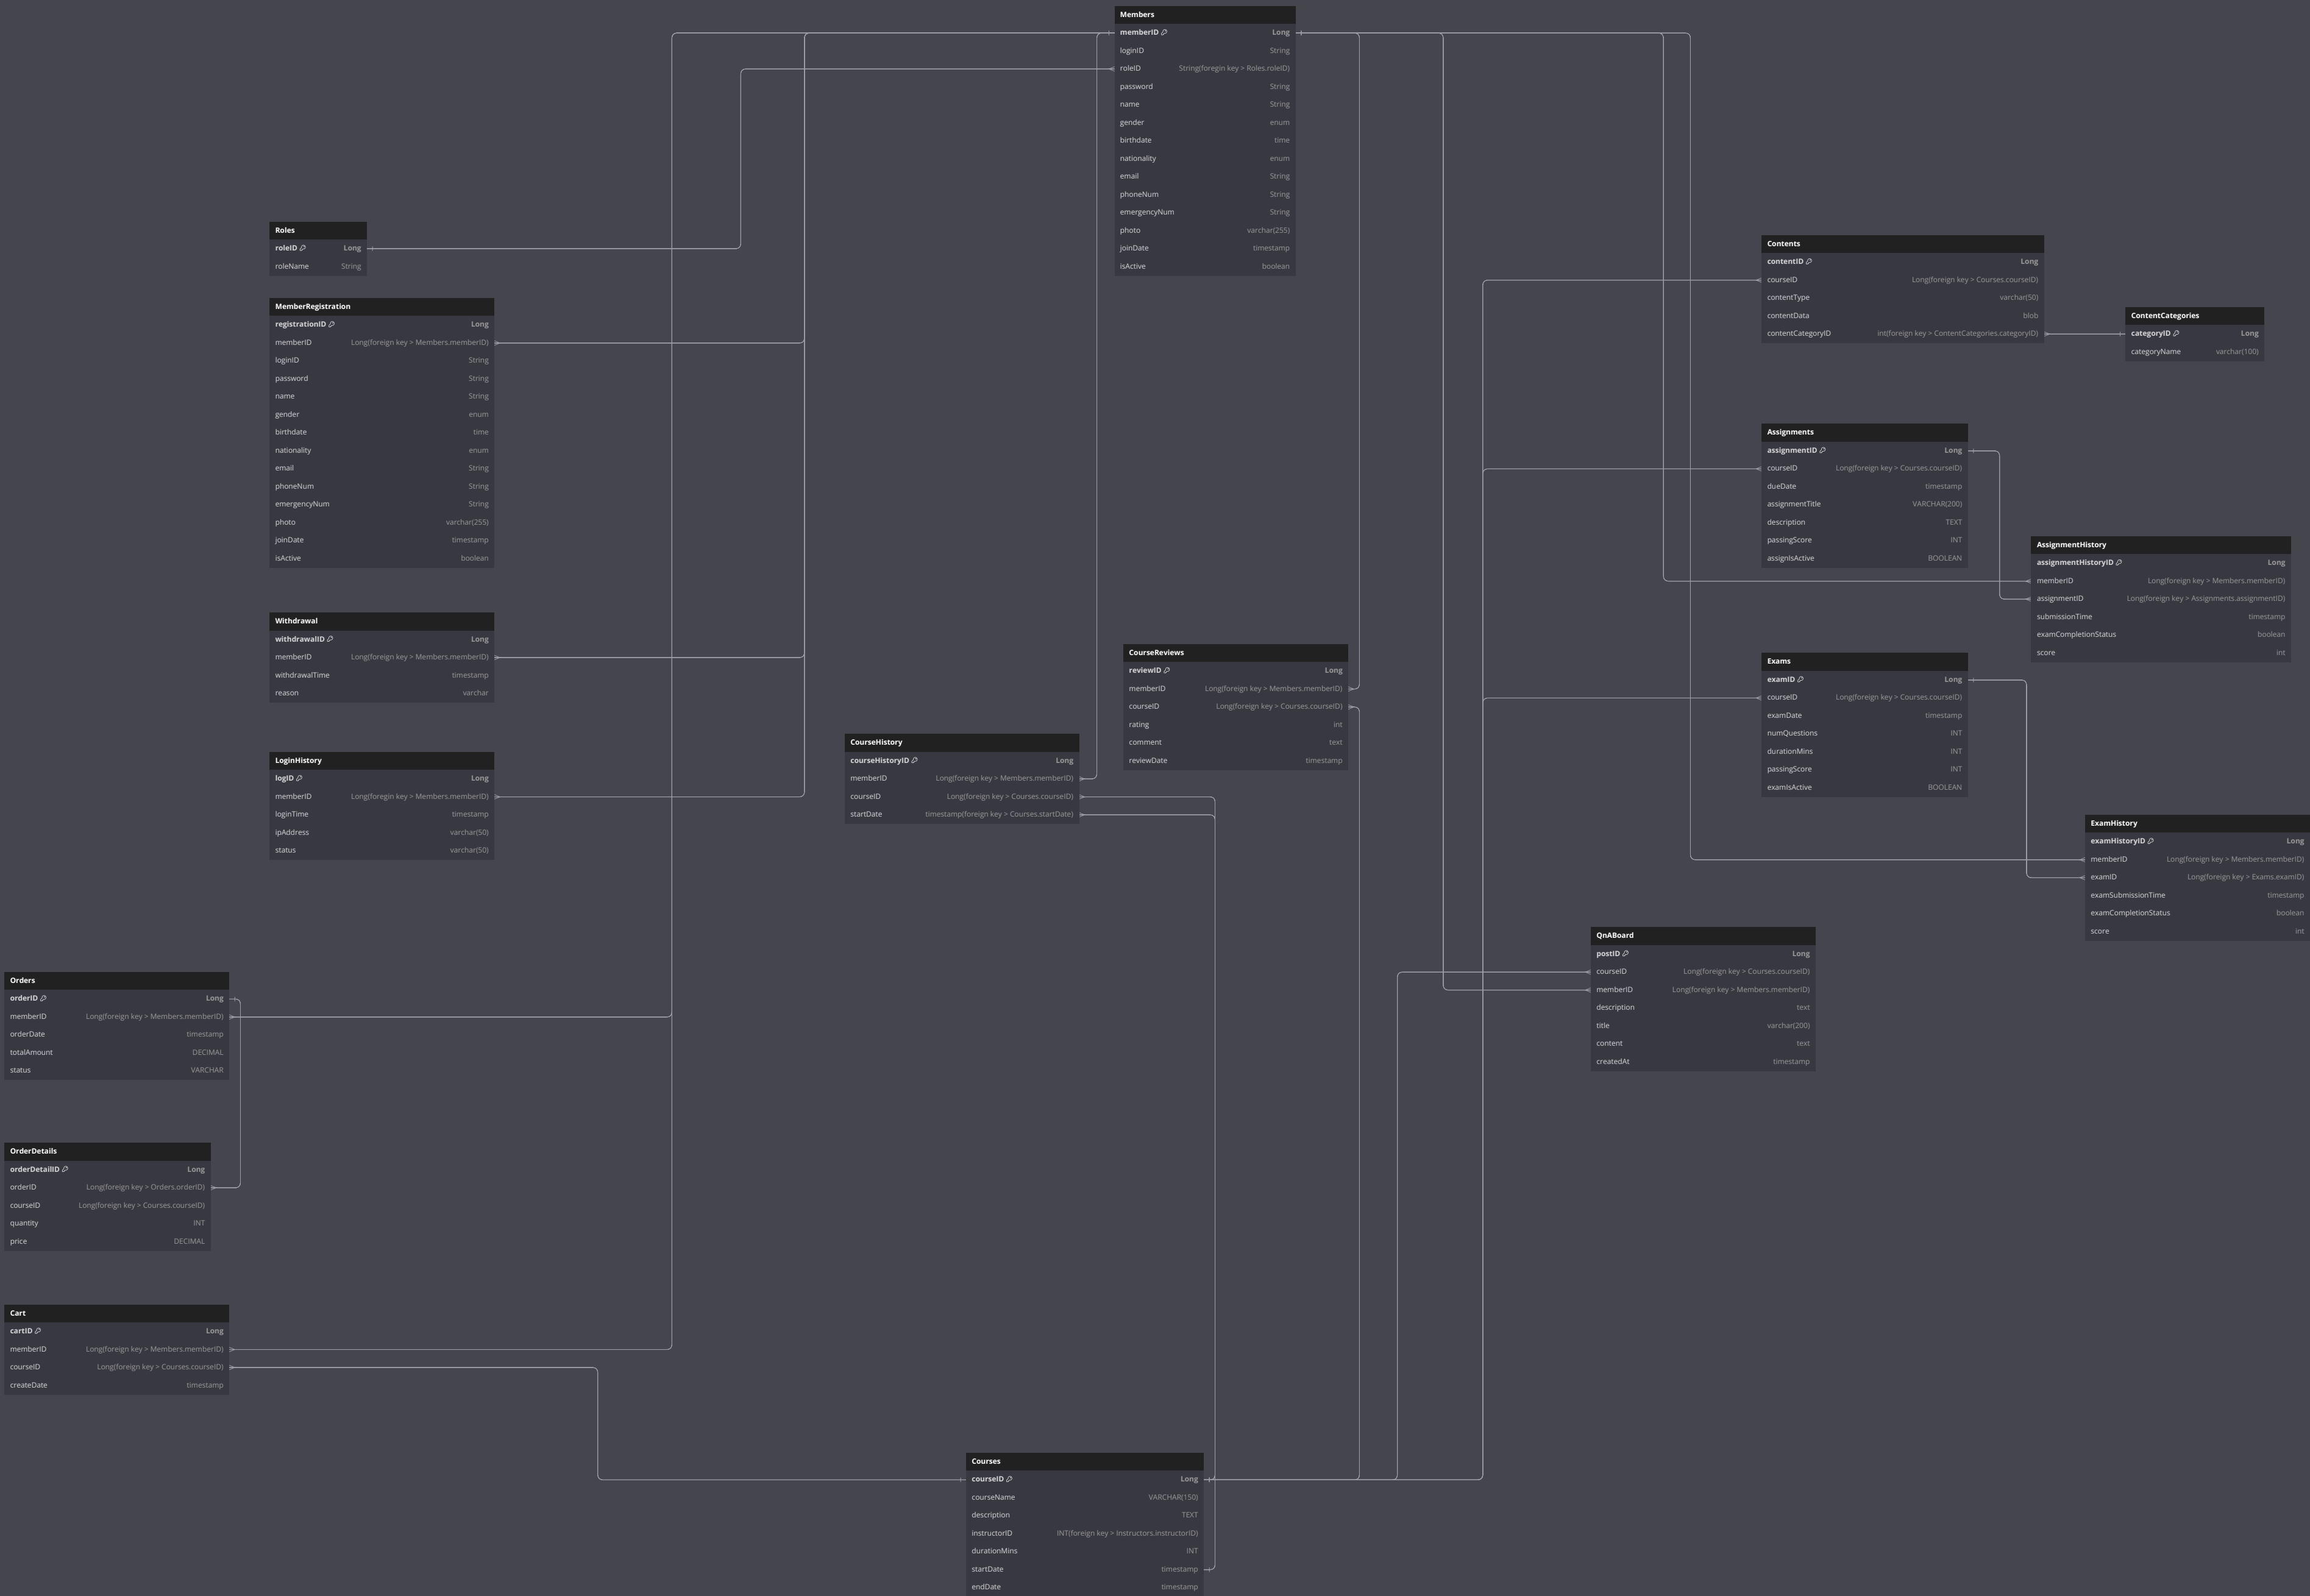 Members
memberID Long
loginID String
roleID String(foregin key > Roles.roleID)
password String
name String
gender enum
birthdate time
nationality enum
email String
phoneNum String
emergencyNum String
photo varchar(255)
joinDate timestamp
isActive boolean
Roles
roleID Long
roleName String
MemberRegistration
registrationID Long
memberID Long(foreign key > Members.memberID)
loginID String
password String
name String
gender enum
birthdate time
nationality enum
email String
phoneNum String
emergencyNum String
photo varchar(255)
joinDate timestamp
isActive boolean
Withdrawal
withdrawalID Long
memberID Long(foreign key > Members.memberID)
withdrawalTime timestamp
reason varchar
LoginHistory
logID Long
memberID Long(foregin key > Members.memberID)
loginTime timestamp
ipAddress varchar(50)
status varchar(50)
CourseHistory
courseHistoryID Long
memberID Long(foreign key > Members.memberID)
courseID Long(foreign key > Courses.courseID)
startDate timestamp(foreign key > Courses.startDate)
CourseReviews
reviewID Long
memberID Long(foreign key > Members.memberID)
courseID Long(foreign key > Courses.courseID)
rating int
comment text
reviewDate timestamp
Contents
contentID Long
courseID Long(foreign key > Courses.courseID)
contentType varchar(50)
contentData blob
contentCategoryID int(foreign key > ContentCategories.categoryID)
ContentCategories
categoryID Long
categoryName varchar(100)
Assignments
assignmentID Long
courseID Long(foreign key > Courses.courseID)
dueDate timestamp
assignmentTitle VARCHAR(200)
description TEXT
passingScore INT
assignIsActive BOOLEAN
AssignmentHistory
assignmentHistoryID Long
memberID Long(foreign key > Members.memberID)
assignmentID Long(foreign key > Assignments.assignmentID)
submissionTime timestamp
examCompletionStatus boolean
score int
Exams
examID Long
courseID Long(foreign key > Courses.courseID)
examDate timestamp
numQuestions INT
durationMins INT
passingScore INT
examIsActive BOOLEAN
ExamHistory
examHistoryID Long
memberID Long(foreign key > Members.memberID)
examID Long(foreign key > Exams.examID)
examSubmissionTime timestamp
examCompletionStatus boolean
score int
QnABoard
postID Long
courseID Long(foreign key > Courses.courseID)
memberID Long(foreign key > Members.memberID)
description text
title varchar(200)
content text
createdAt timestamp
Orders
orderID Long
memberID Long(foreign key > Members.memberID)
orderDate timestamp
totalAmount DECIMAL
status VARCHAR
OrderDetails
orderDetailID Long
orderID Long(foreign key > Orders.orderID)
courseID Long(foreign key > Courses.courseID)
quantity INT
price DECIMAL
Cart
cartID Long
memberID Long(foreign key > Members.memberID)
courseID Long(foreign key > Courses.courseID)
createDate timestamp
Courses
courseID Long
courseName VARCHAR(150)
description TEXT
instructorID INT(foreign key > Instructors.instructorID)
durationMins INT
startDate timestamp
endDate timestamp